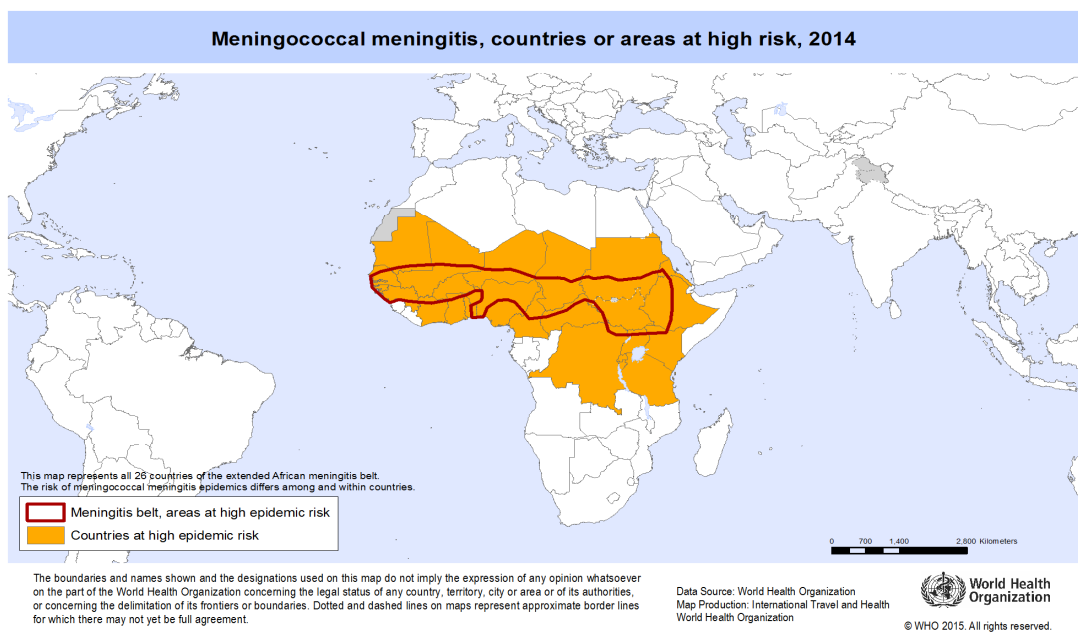 Meningococcal meningitis, countries or areas at high risk, 2014
This map represents all 26 countries of the extended African meningitis belt.
The risk of meningococcal meningitis epidemics differs among and within countries.
Meningitis belt, areas at high epidemic risk
Countries at high epidemic risk
0 700 1,400 2,800 Kilometers
The boundaries and names shown and the designations used on this map do not imply the expression of any opinion whatsoever
on the part of the World Health Organization concerning the legal status of any country, territory, city or area or of its authorities,
or concerning the delimitation of its frontiers or boundaries. Dotted and dashed lines on maps represent approximate border lines
for which there may not yet be full agreement.
Data Source: World Health Organization
Map Production: International Travel and Health
World Health Organization
World Health
Organization
© WHO 2015. All rights reserved.